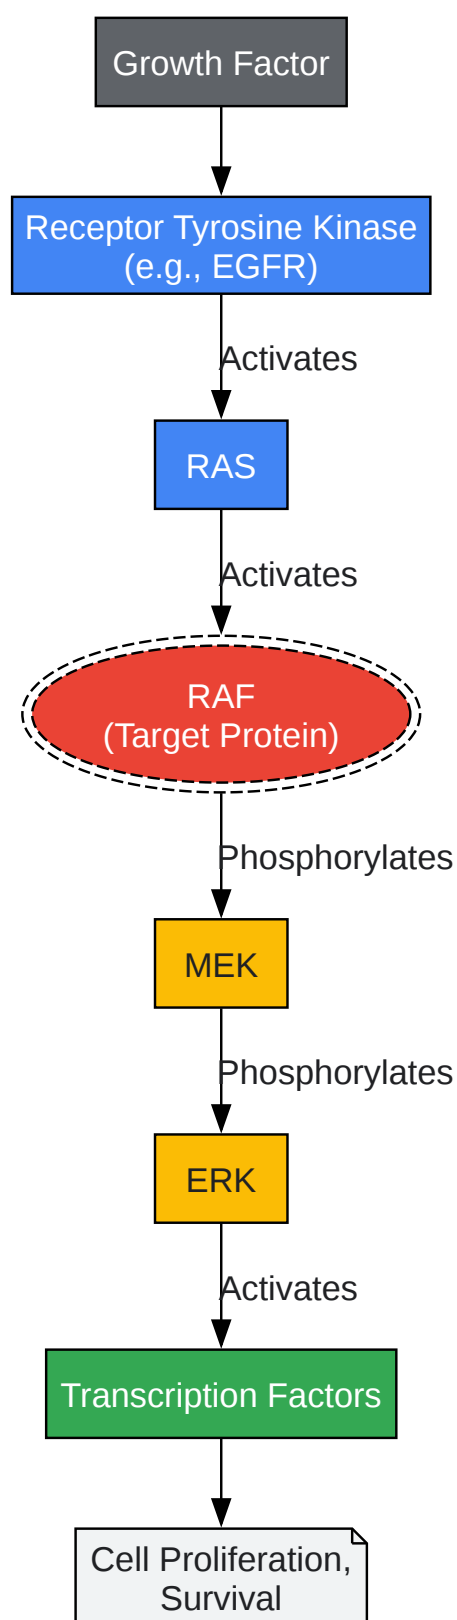 Growth Factor
Receptor Tyrosine Kinase
(e.g., EGFR)
Activates
RAS
Activates
RAF
(Target Protein)
Phosphorylates
MEK
Phosphorylates
ERK
Activates
Transcription Factors
Cell Proliferation,
Survival